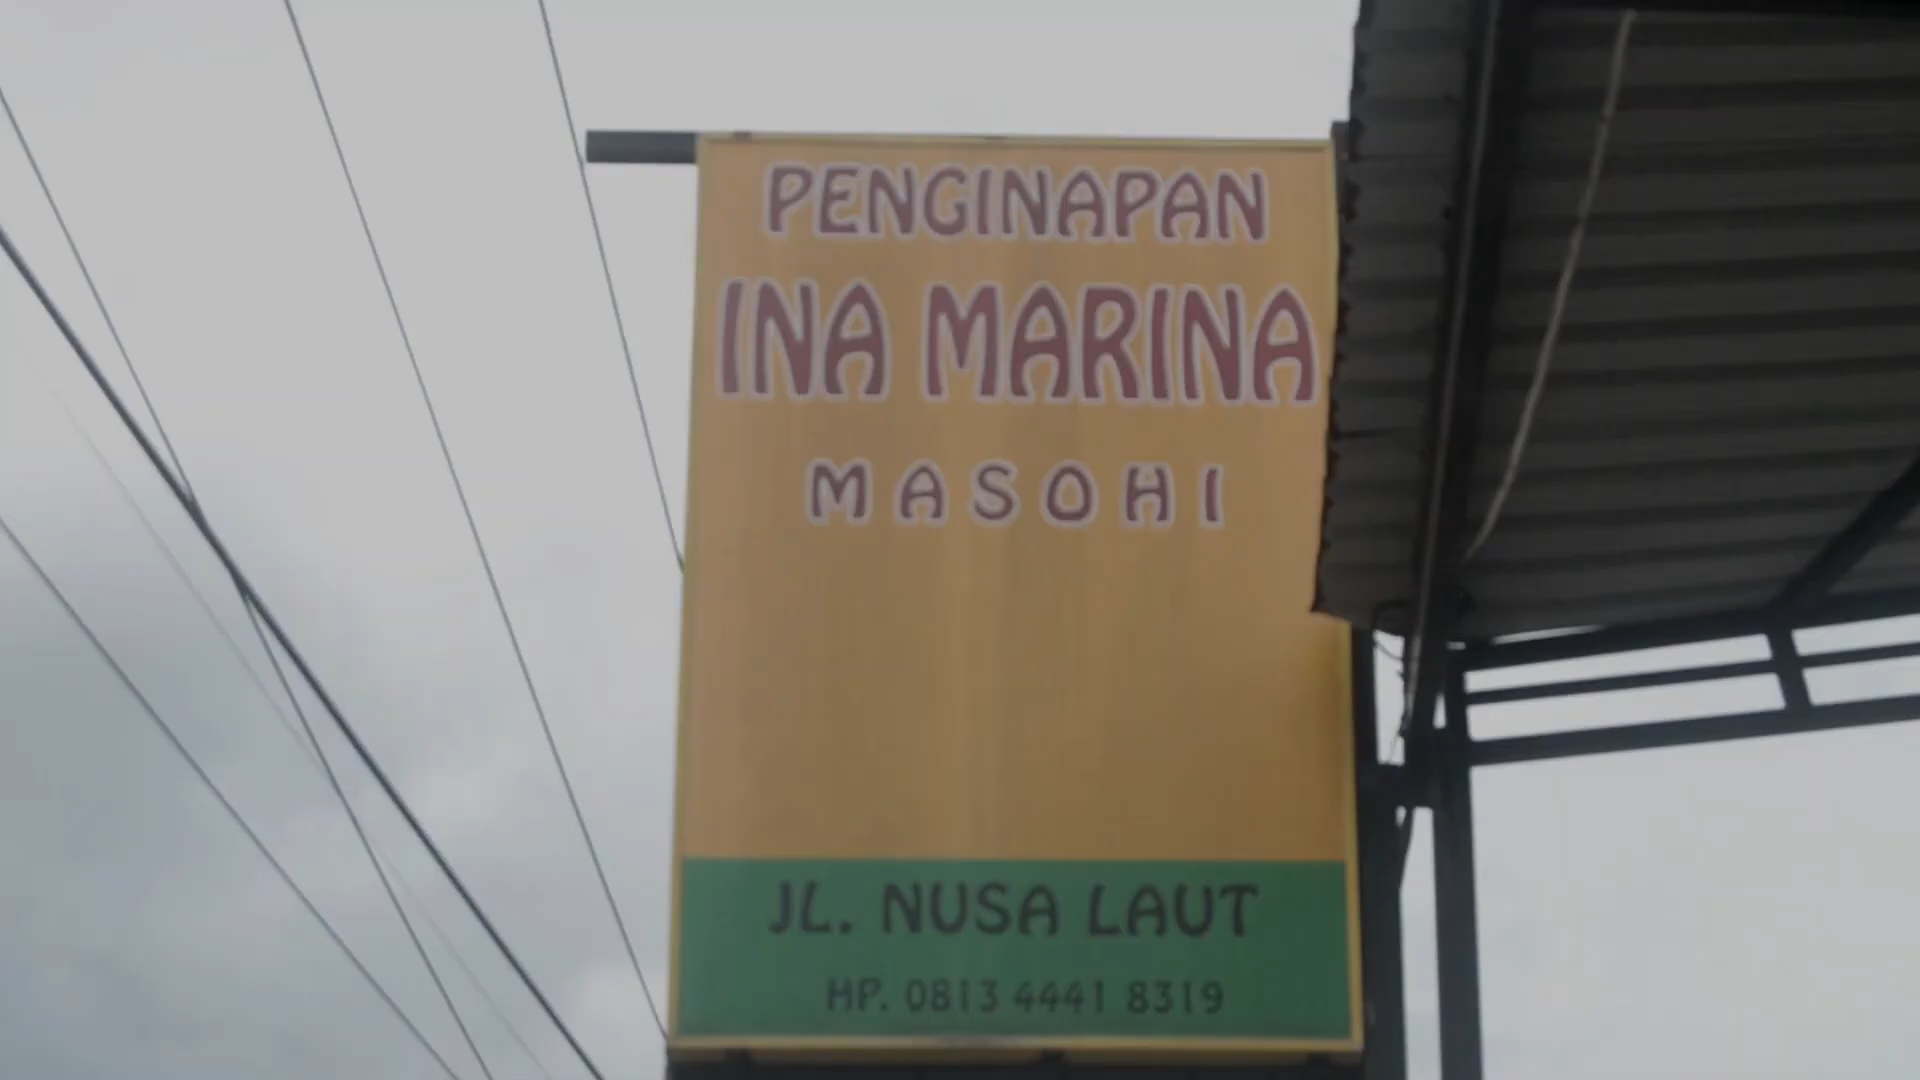 PENGINAPAN
INA MARINA
MASOHI
JL. NUSA LAUT
HP. 0813 4441 8319